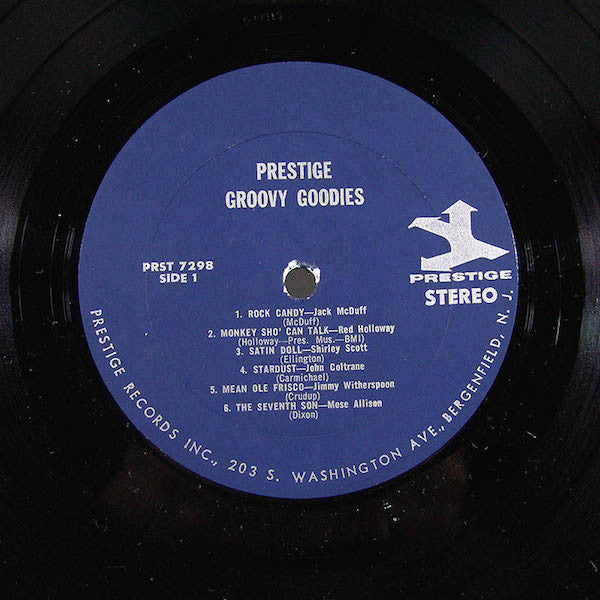 PRESTIGE
GROOVY GOODIES
PRST 7298
SIDE 1
PRESTIGE
STEREO
1. ROCK CANDY—Jack McDuff
(McDuff)
2. MONKEY SHO' CAN TALK—Red Holloway
(Holloway—Pres. Mus.—BMI)
3. SATIN DOLL—Shirley Scott
(Ellington)
4. STARDUST—John Coltrane
(Carmichael)
5. MEAN OLE FRISCO—Jimmy Witherspoon
(Crudup)
6. THE SEVENTH SON—Mose Allison
(Dixon)
PRESTIGE RECORDS INC., 203 S. WASHINGTON AVE., BERGENFIELD, N. J.